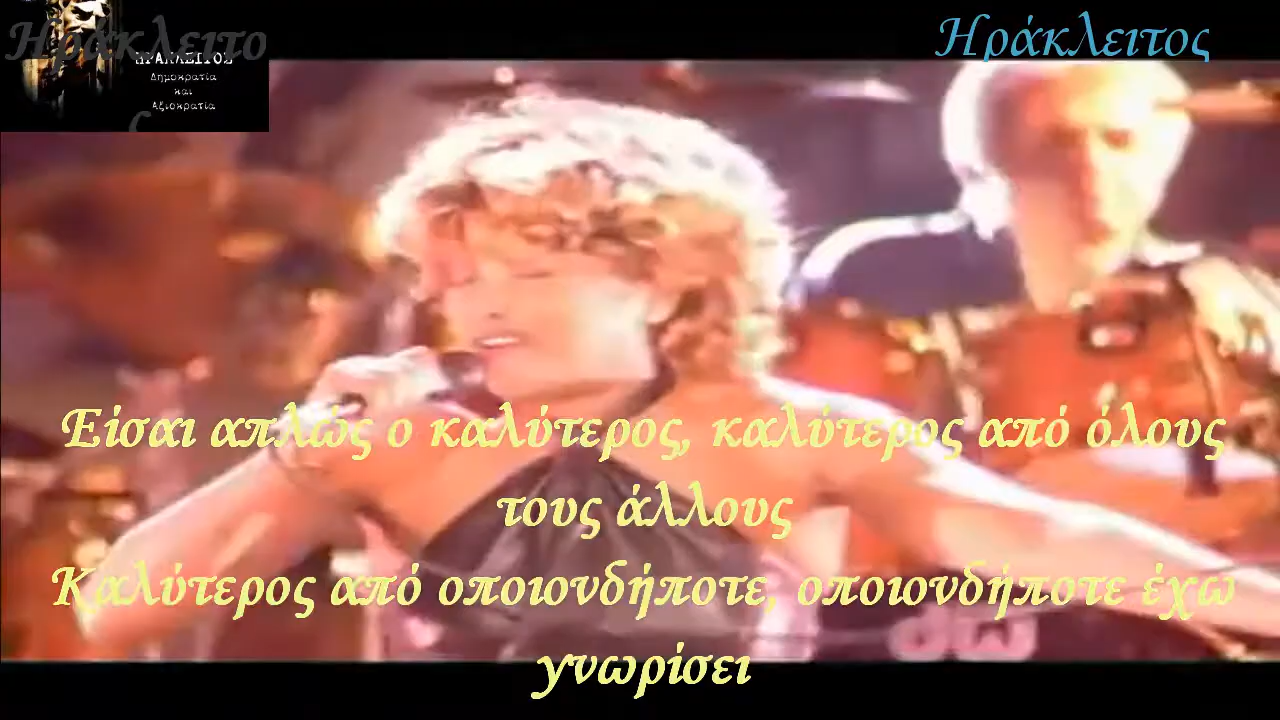 Ηράκλειτο
ς
ΗΡΑΚΛΕΙΤΟΣ
Δημοκρατία
και
Αξιοκρατία
Ηράκλειτος
Είσαι απλώς ο καλύτερος, καλύτερος από όλους
τους άλλους
Καλύτερος από οποιονδήποτε, οποιονδήποτε έχω
γνωρίσει